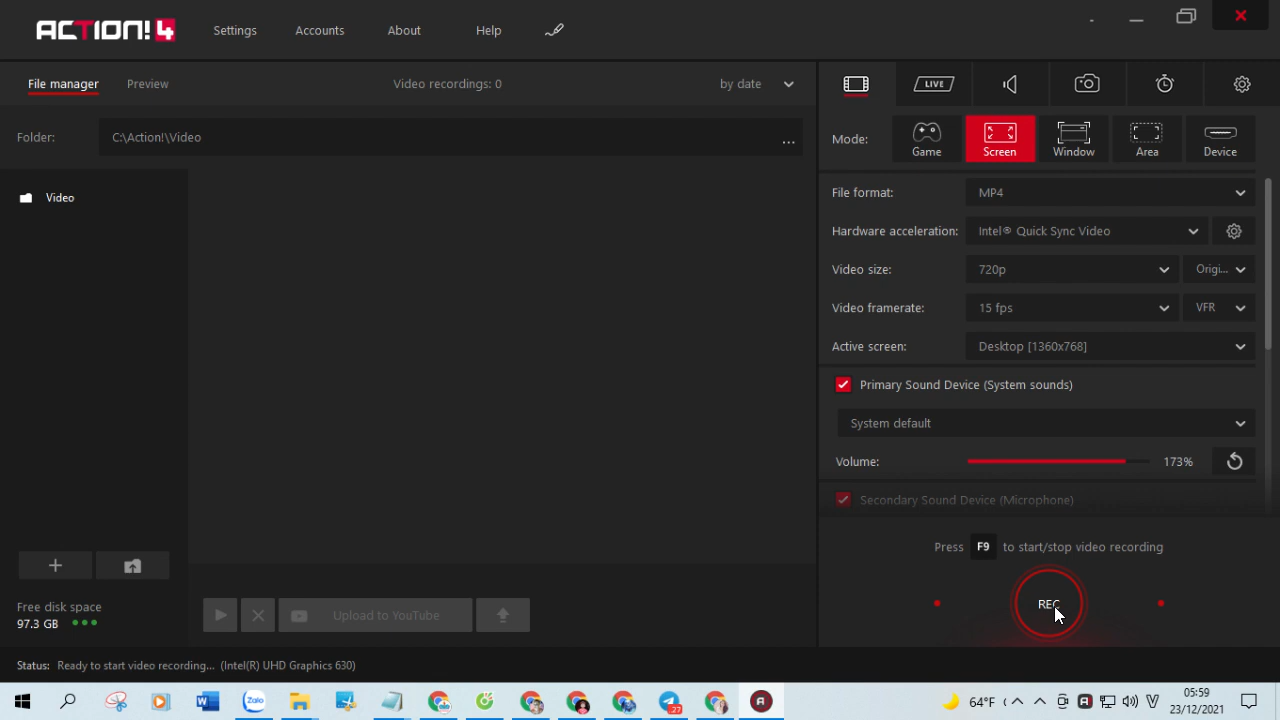 ACTION! 4
Settings Accounts About Help
File manager Preview Video recordings: 0 by date
LIVE
Folder: C:\Action!\Video ...
Mode: Game Screen Window Area Device
Video
File format: MP4
Hardware acceleration: Intel® Quick Sync Video
Video size: 720p Origi...
Video framerate: 15 fps VFR
Active screen: Desktop [1360x768]
Primary Sound Device (System sounds)
System default
Volume: 173%
Secondary Sound Device (Microphone)
Press F9 to start/stop video recording
REC
Free disk space
97.3 GB
Upload to YouTube
Status: Ready to start video recording... (Intel(R) UHD Graphics 630)
Zalo
27
64°F
05:59
23/12/2021